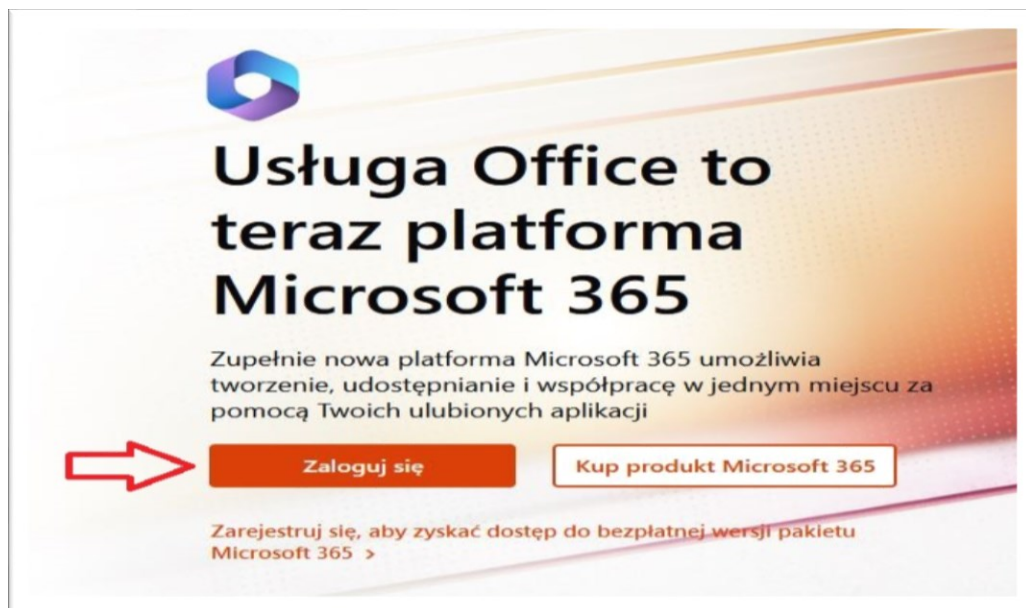 Usługa Office to
teraz platforma
Microsoft 365
Zupełnie nowa platforma Microsoft 365 umożliwia
tworzenie, udostępnianie i współpracę w jednym miejscu za
pomocą Twoich ulubionych aplikacji
Zaloguj się
Kup produkt Microsoft 365
Zarejestruj się, aby zyskać dostęp do bezpłatnej wersji pakietu
Microsoft 365 >